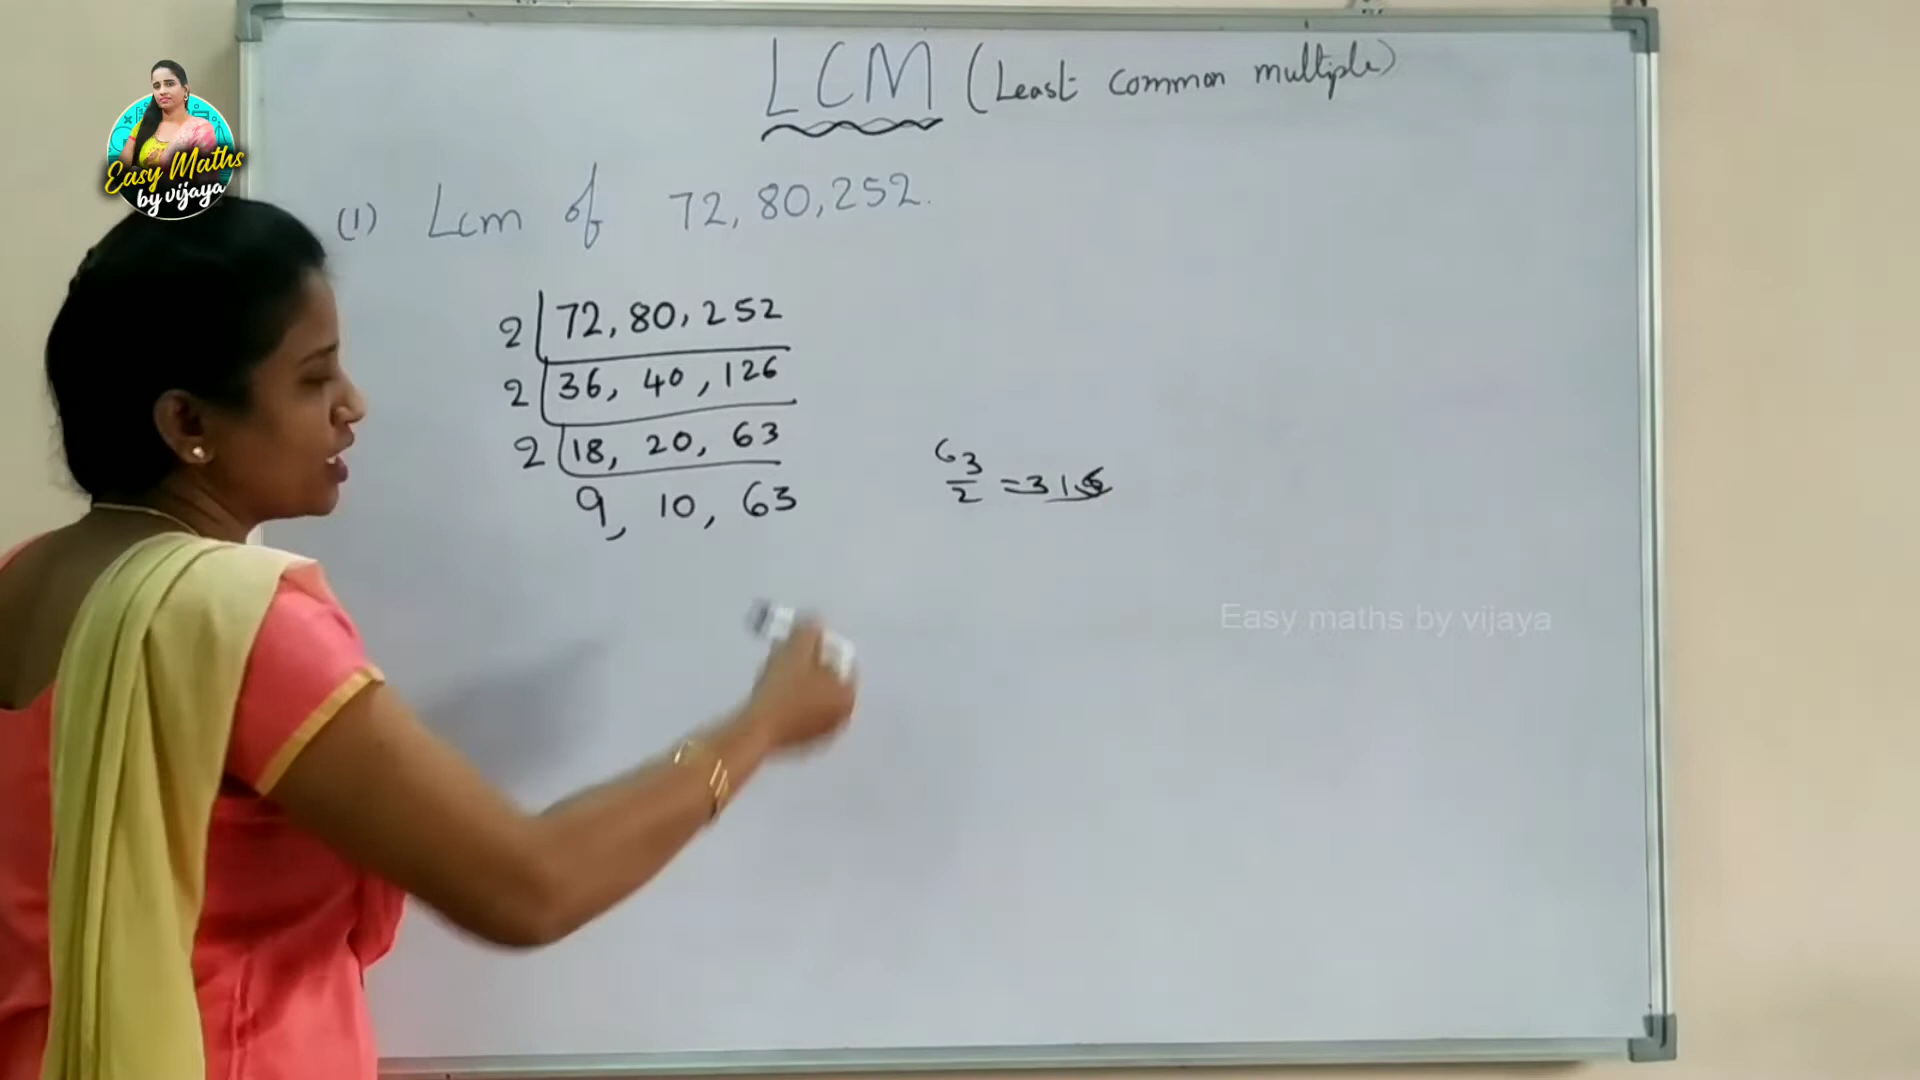 Easy Maths
by vijaya
LCM (Least common multiple)
(1) Lcm of 72, 80, 252.
2 72, 80, 252
2 36, 40, 126
2 18, 20, 63
9, 10, 63
63/2 = 31.5
Easy maths by vijaya